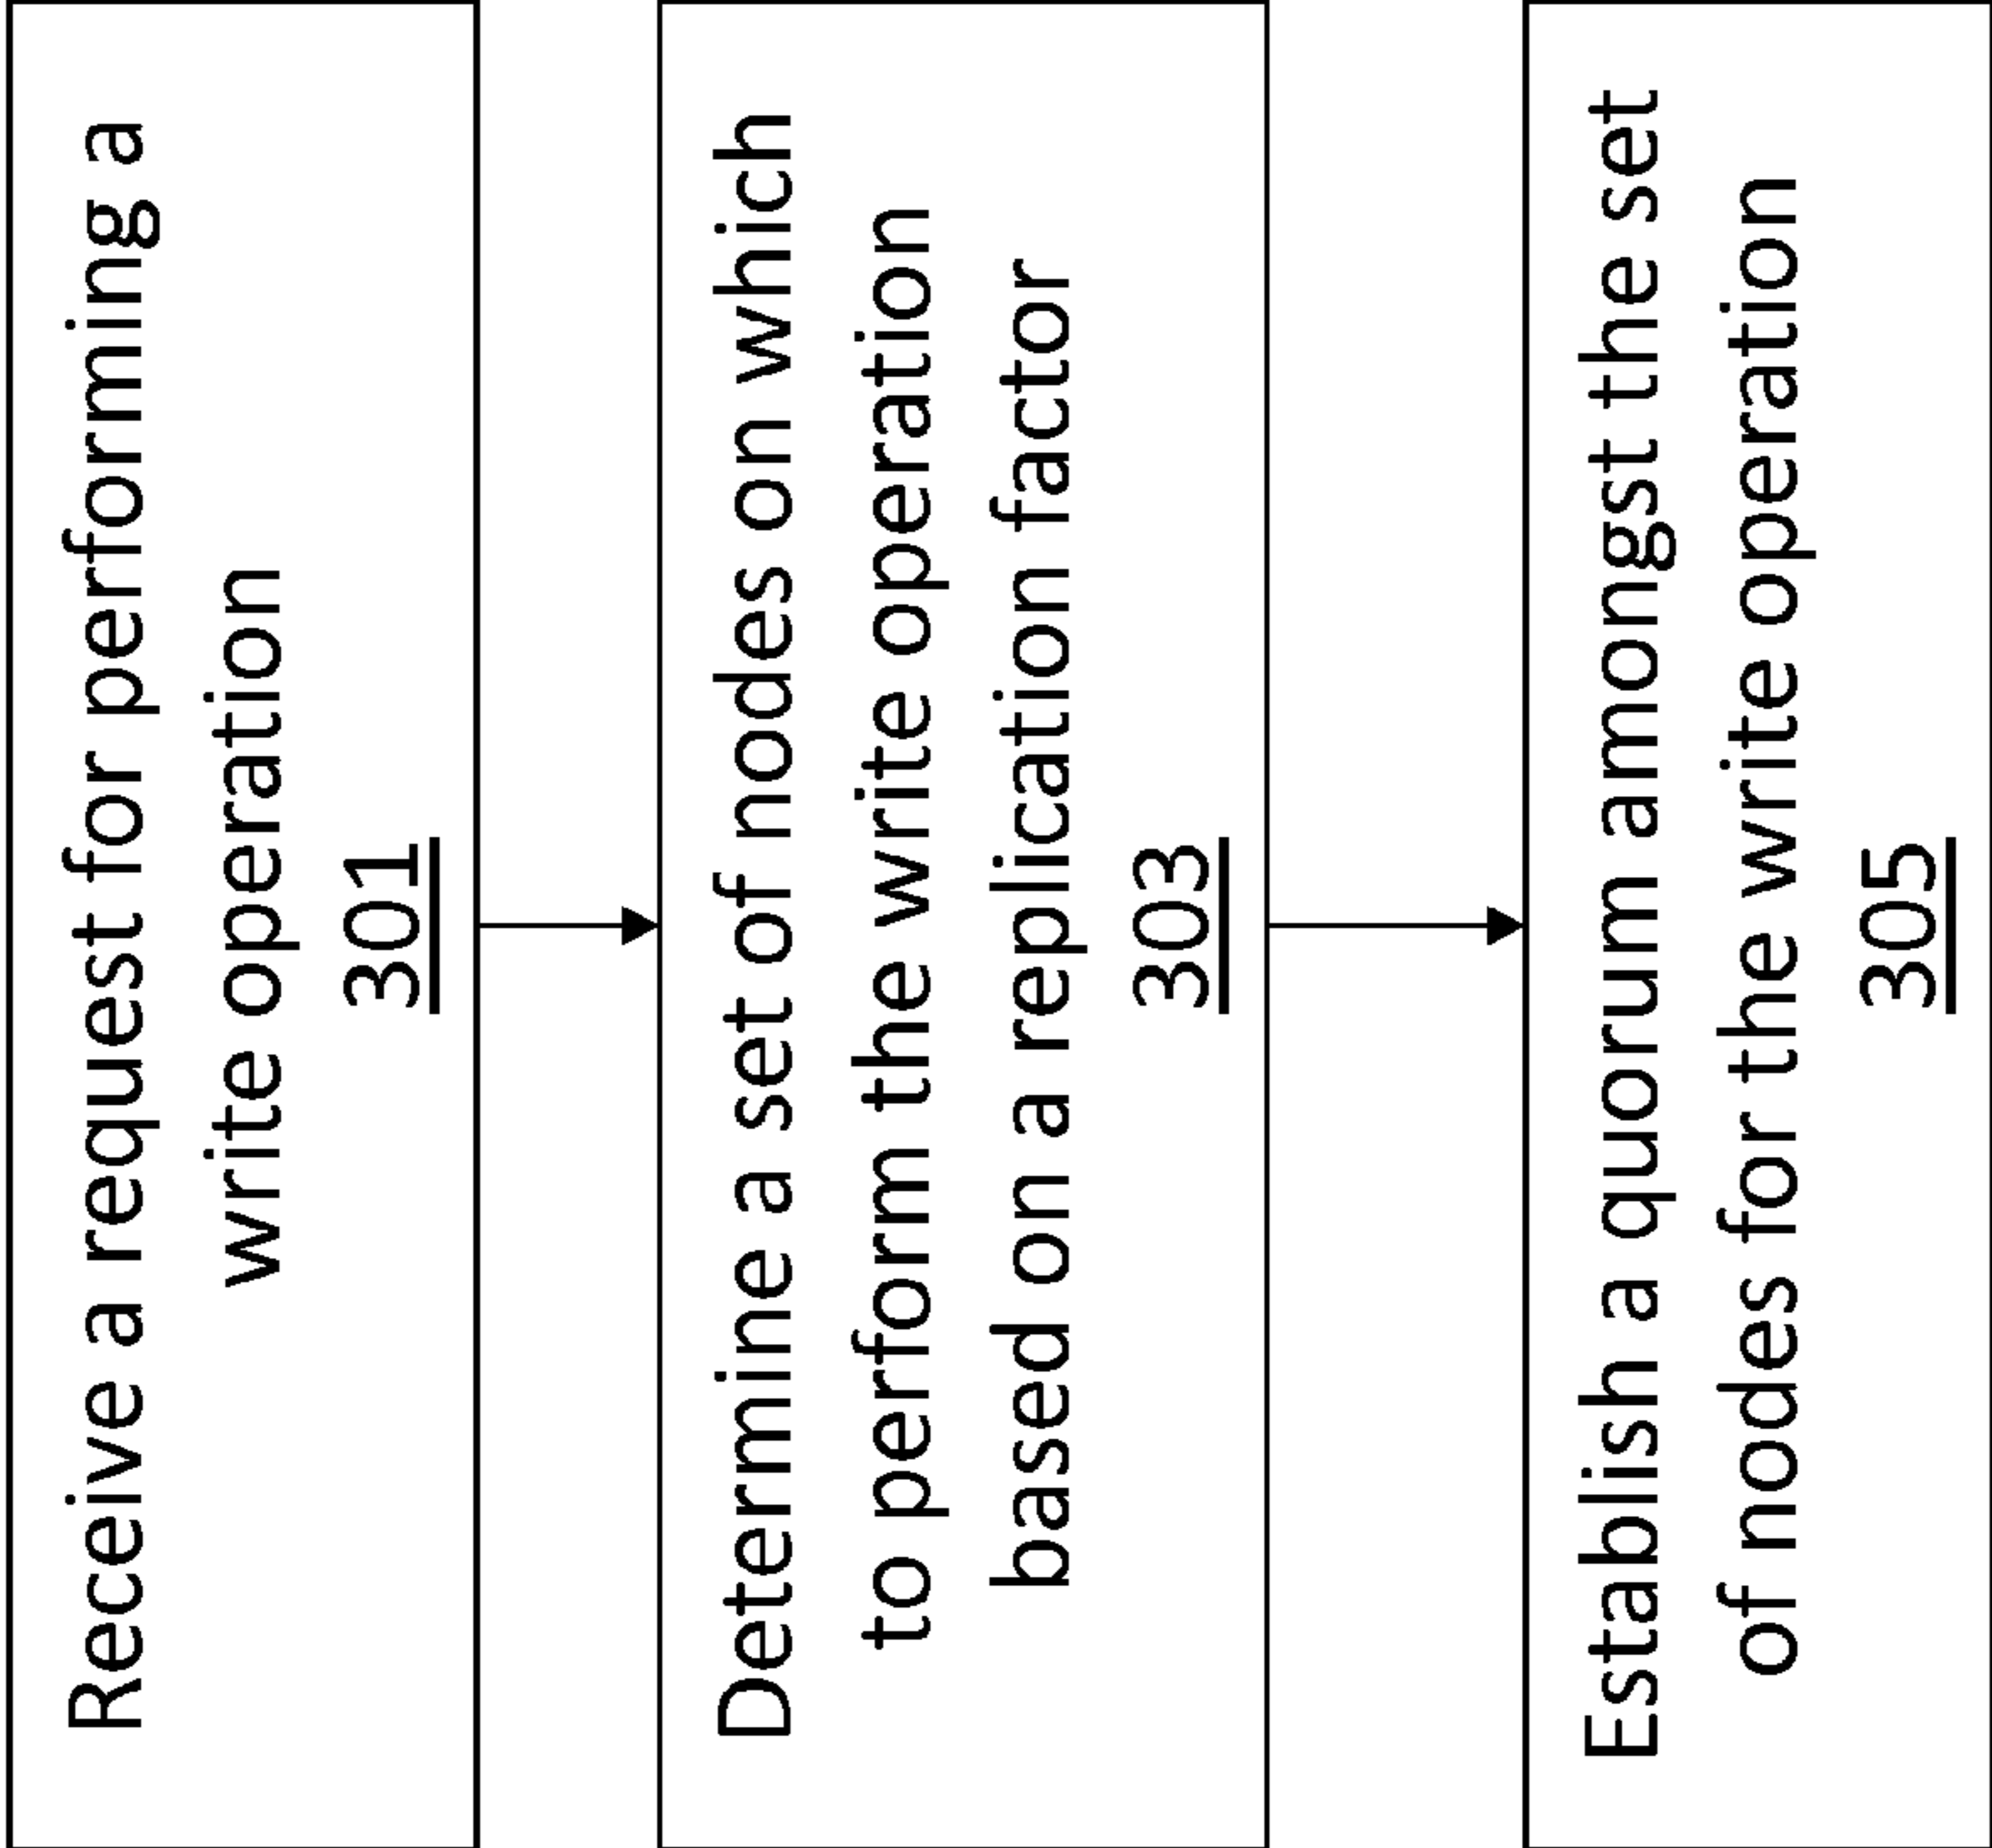 Receive a request for performing a
write operation
301
Determine a set of nodes on which
to perform the write operation
based on a replication factor
303
Establish a quorum amongst the set
of nodes for the write operation
305